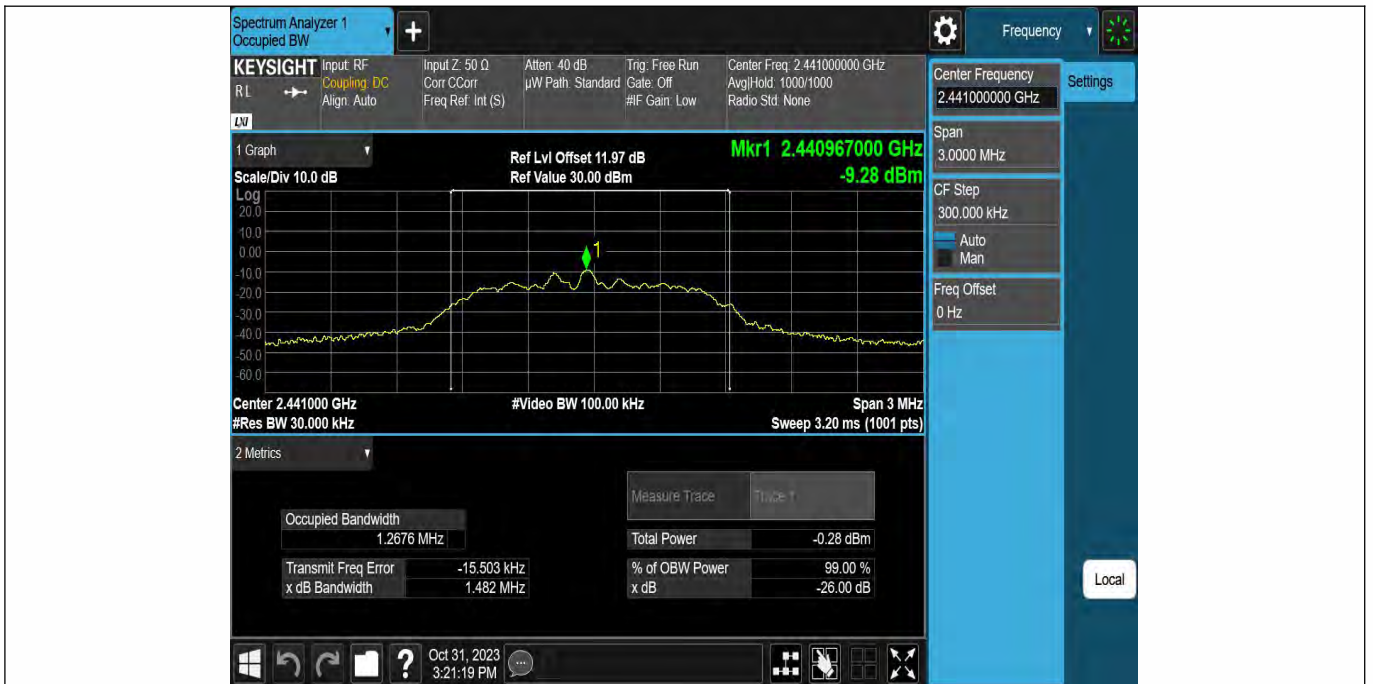 Spectrum Analyzer 1
Occupied BW
+
Frequency
KEYSIGHT
RL
LXI
Input: RF
Coupling: DC
Align: Auto
Input Z: 50 Ω
Corr CCorr
Freq Ref: Int (S)
Atten: 40 dB
µW Path: Standard
Trig: Free Run
Gate: Off
#IF Gain: Low
Center Freq: 2.441000000 GHz
Avg|Hold: 1000/1000
Radio Std: None
Center Frequency
2.441000000 GHz
Settings
Span
3.0000 MHz
CF Step
300.000 kHz
Auto
Man
Freq Offset
0 Hz
Local
1 Graph
Scale/Div 10.0 dB
Ref Lvl Offset 11.97 dB
Ref Value 30.00 dBm
Mkr1 2.440967000 GHz
-9.28 dBm
Log
20.0
10.0
0.00
-10.0
-20.0
-30.0
-40.0
-50.0
-60.0
1
Center 2.441000 GHz
#Video BW 100.00 kHz
Span 3 MHz
#Res BW 30.000 kHz
Sweep 3.20 ms (1001 pts)
2 Metrics
Measure Trace
Trace 1
Occupied Bandwidth
1.2676 MHz
Total Power
-0.28 dBm
Transmit Freq Error
-15.503 kHz
% of OBW Power
99.00 %
x dB Bandwidth
1.482 MHz
x dB
-26.00 dB
?
Oct 31, 2023
3:21:19 PM